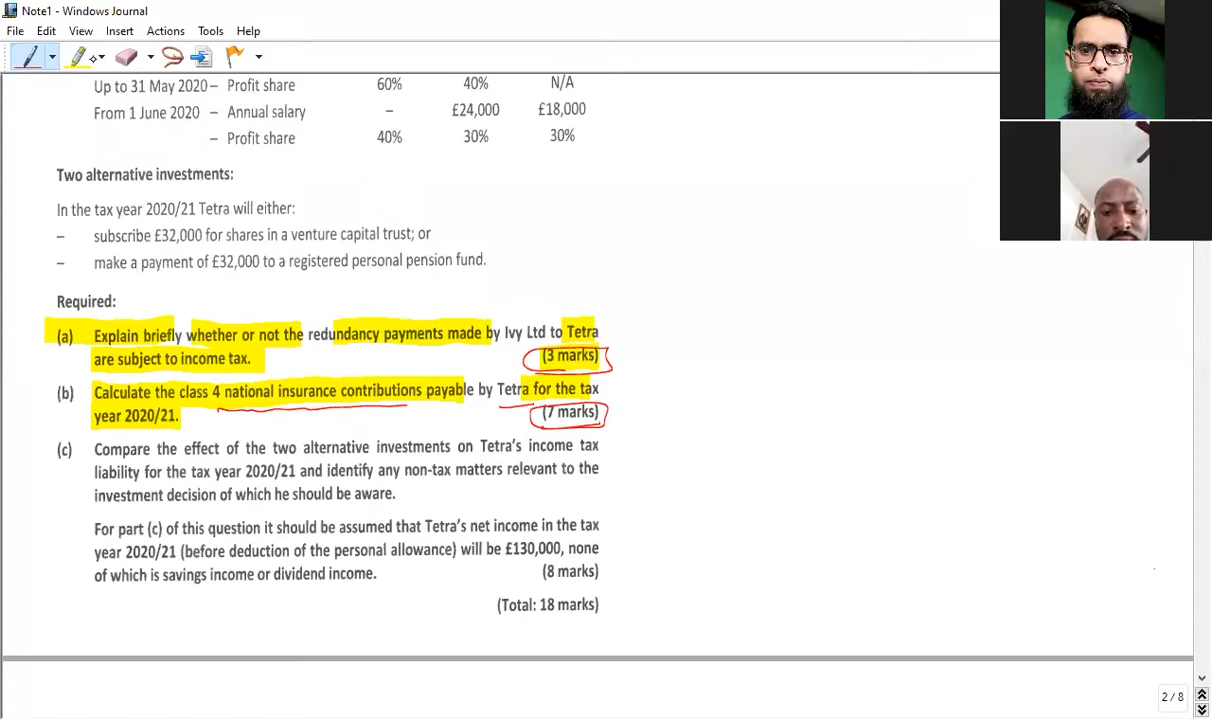 Note1 - Windows Journal
File Edit View Insert Actions Tools Help
Up to 31 May 2020 – Profit share 60% 40% N/A
From 1 June 2020 – Annual salary – £24,000 £18,000
– Profit share 40% 30% 30%
Two alternative investments:
In the tax year 2020/21 Tetra will either:
– subscribe £32,000 for shares in a venture capital trust; or
– make a payment of £32,000 to a registered personal pension fund.
Required:
(a) Explain briefly whether or not the redundancy payments made by Ivy Ltd to Tetra
are subject to income tax. (3 marks)
(b) Calculate the class 4 national insurance contributions payable by Tetra for the tax
year 2020/21. (7 marks)
(c) Compare the effect of the two alternative investments on Tetra's income tax
liability for the tax year 2020/21 and identify any non-tax matters relevant to the
investment decision of which he should be aware.
For part (c) of this question it should be assumed that Tetra's net income in the tax
year 2020/21 (before deduction of the personal allowance) will be £130,000, none
of which is savings income or dividend income. (8 marks)
(Total: 18 marks)
2 / 8